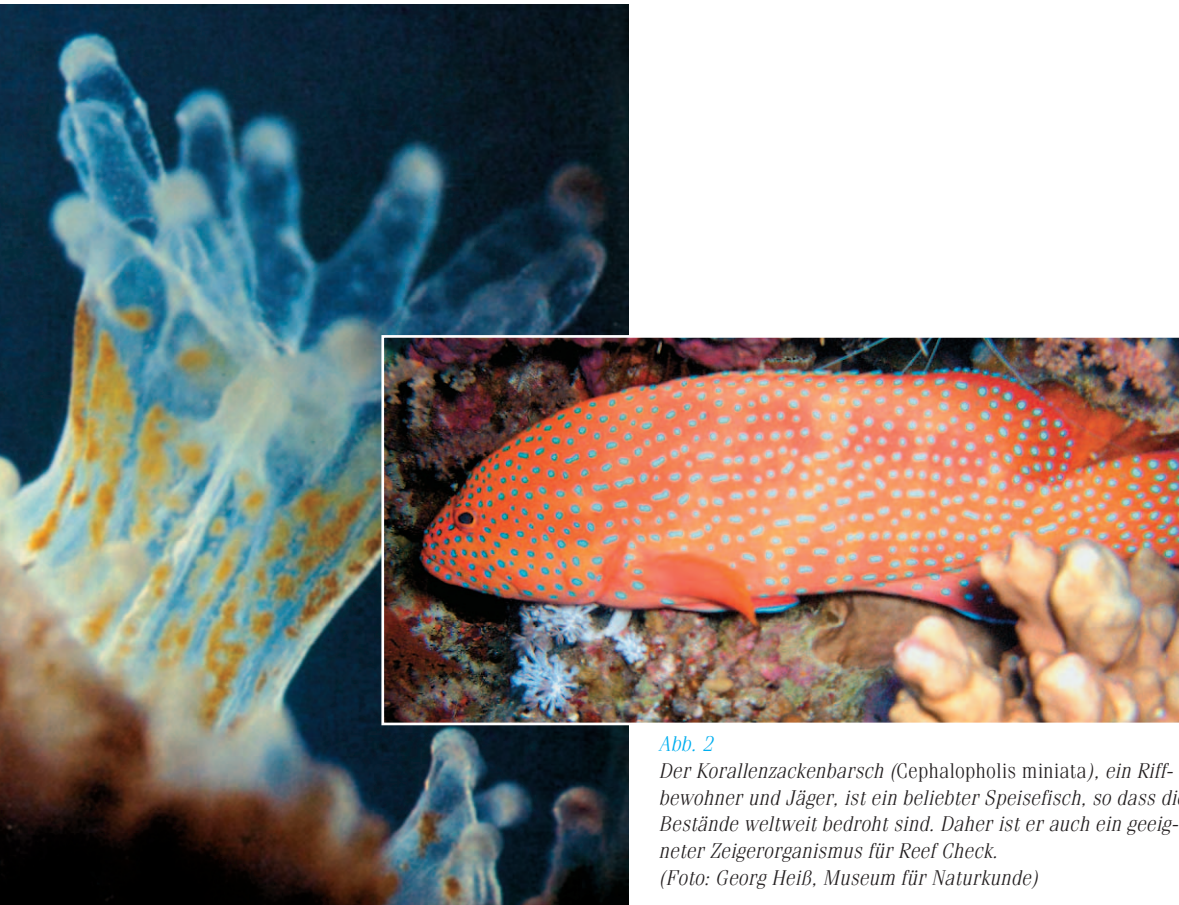 Abb. 2
Der Korallenzackenbarsch (Cephalopholis miniata), ein Riff-
bewohner und Jäger, ist ein beliebter Speisefisch, so dass die
Bestände weltweit bedroht sind. Daher ist er auch ein geeig-
neter Zeigerorganismus für Reef Check.
(Foto: Georg Heiß, Museum für Naturkunde)